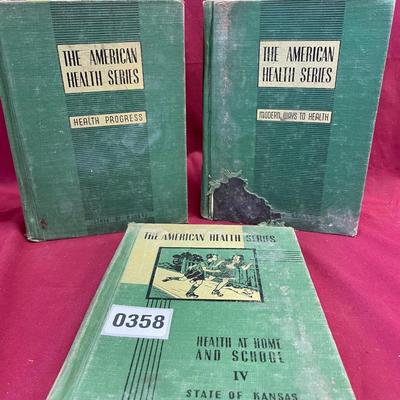 THE AMERICAN
HEALTH SERIES
HEALTH PROGRESS
THE AMERICAN
HEALTH SERIES
MODERN WAYS TO HEALTH
THE AMERICAN HEALTH SERIES
0358
HEALTH AT HOME
AND SCHOOL
IV
STATE OF KANSAS